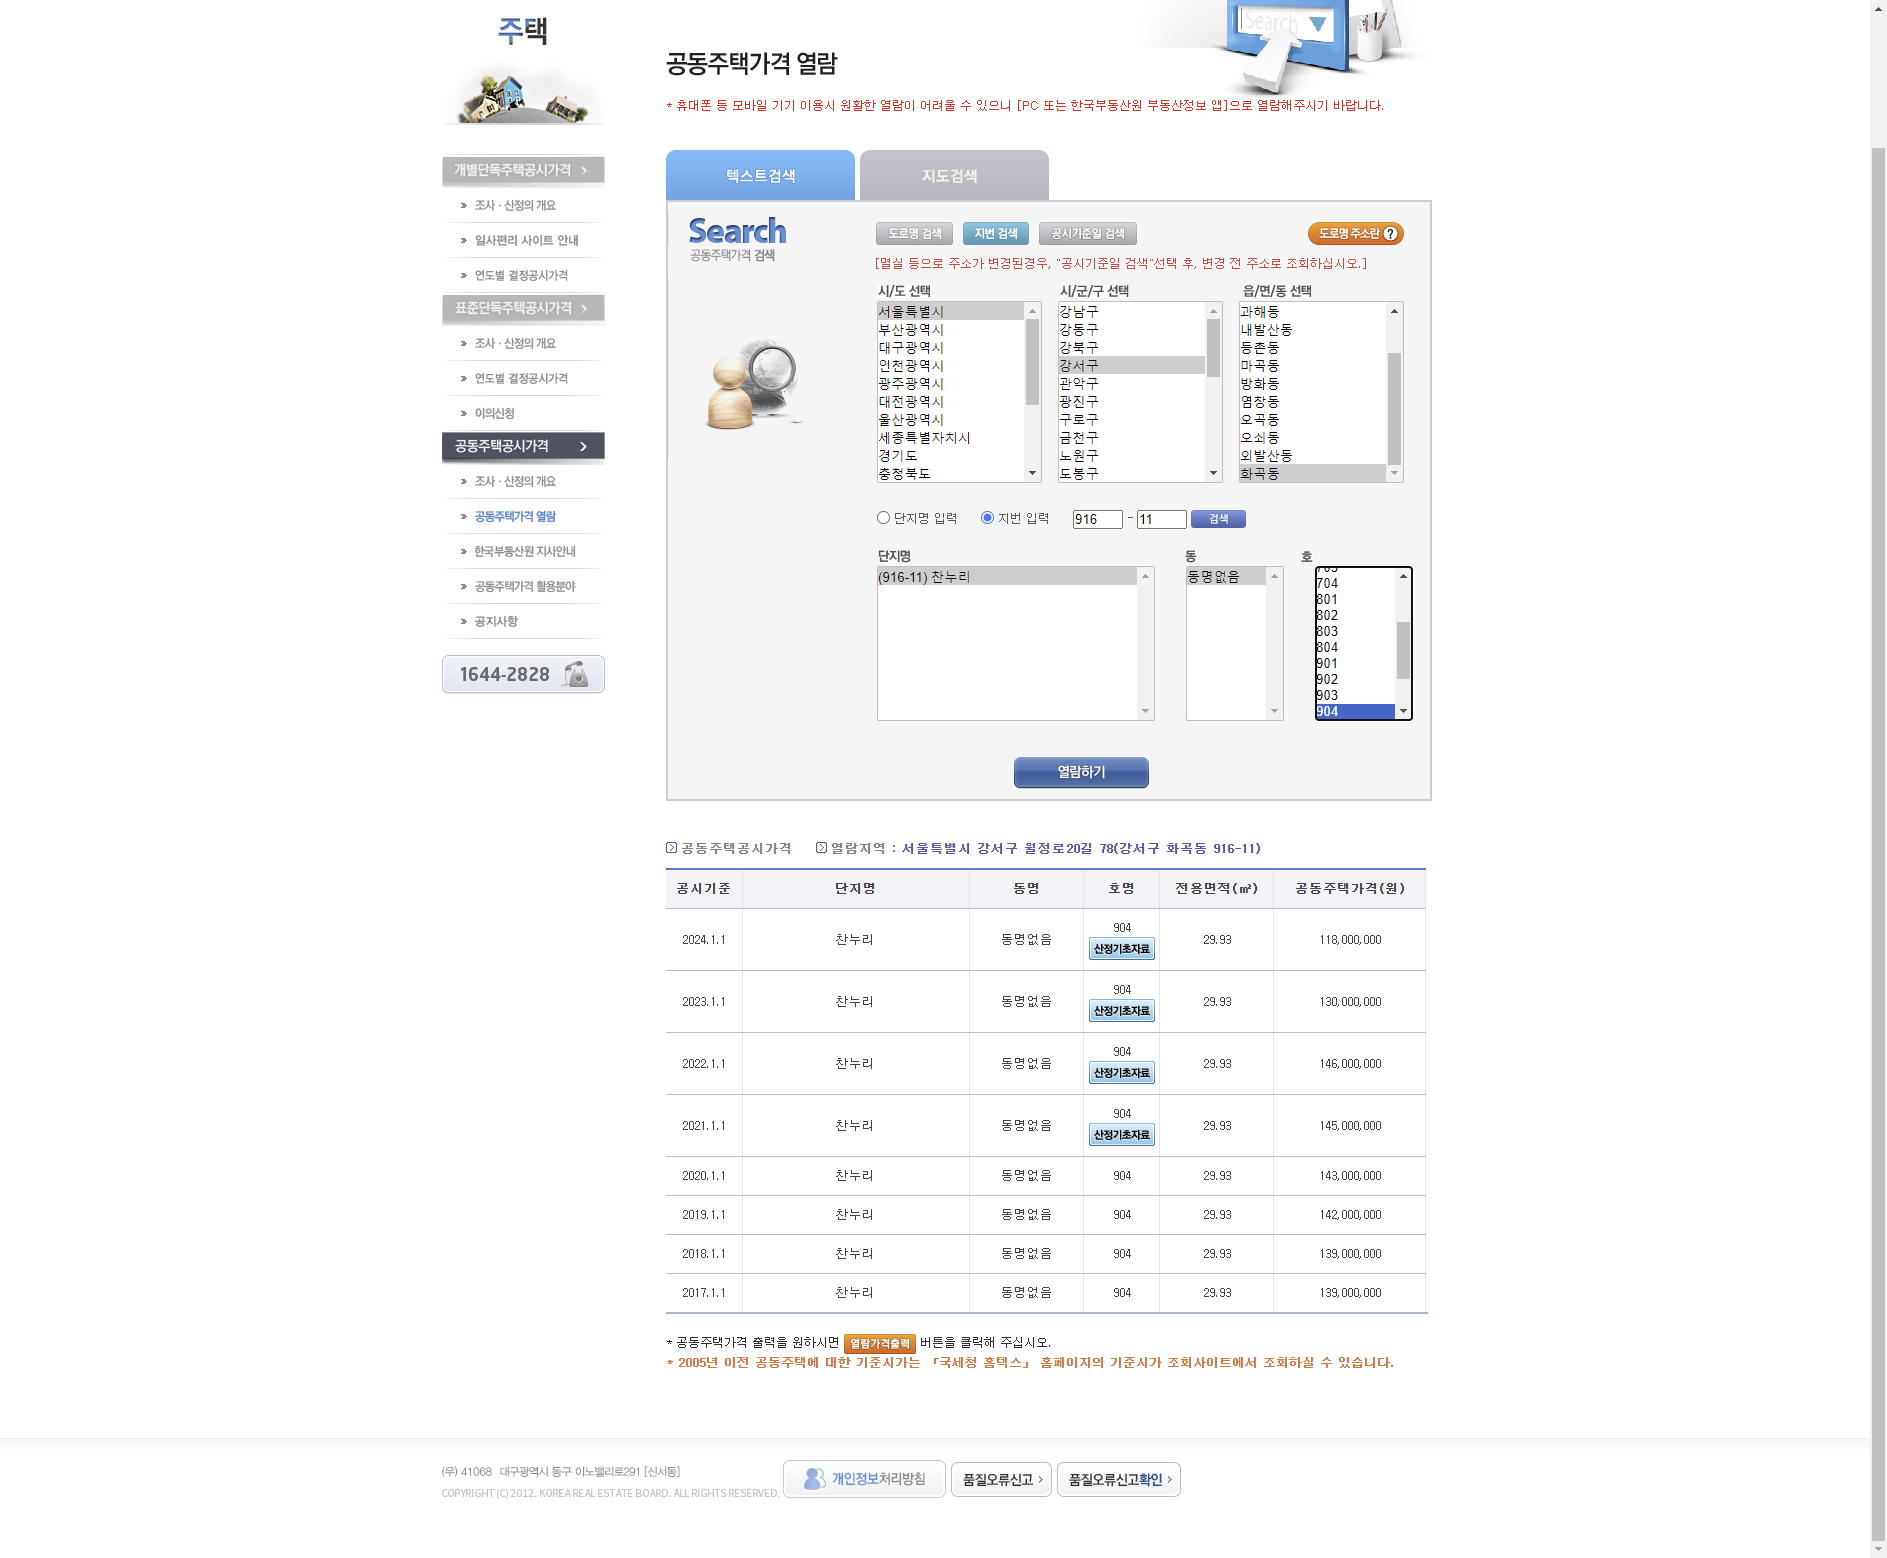 주택
Search
공동주택가격 열람
* 휴대폰 등 모바일 기기 이용시 원활한 열람이 어려울 수 있으니 [PC 또는 한국부동산원 부동산정보 앱]으로 열람해주시기 바랍니다.
개별단독주택공시가격
조사 · 산정의 개요
일사편리 사이트 안내
연도별 결정공시가격
표준단독주택공시가격
조사 · 산정의 개요
연도별 결정공시가격
이의신청
공동주택공시가격
조사 · 산정의 개요
공동주택가격 열람
한국부동산원 지사안내
공동주택가격 활용분야
공지사항
1644-2828
텍스트검색 지도검색
Search
공동주택가격 검색
도로명 검색 지번 검색 공시기준일 검색 도로명 주소란 ?
[멸실 등으로 주소가 변경된경우, "공시기준일 검색"선택 후, 변경 전 주소로 조회하십시오.]
시/도 선택 시/군/구 선택 읍/면/동 선택
서울특별시 강남구 과해동
부산광역시 강동구 내발산동
대구광역시 강북구 등촌동
인천광역시 강서구 마곡동
광주광역시 관악구 방화동
대전광역시 광진구 염창동
울산광역시 구로구 오곡동
세종특별자치시 금천구 오쇠동
경기도 노원구 외발산동
충청북도 도봉구 화곡동
단지명 입력 지번 입력 916 - 11 검색
단지명 동 호
(916-11) 찬누리 동명없음 703
704
801
802
803
804
901
902
903
904
열람하기
공동주택공시가격 열람지역 : 서울특별시 강서구 월정로20길 78(강서구 화곡동 916-11)
공시기준 단지명 동명 호명 전용면적(㎡) 공동주택가격(원)
2024.1.1 찬누리 동명없음 904 산정기초자료 29.93 118,000,000
2023.1.1 찬누리 동명없음 904 산정기초자료 29.93 130,000,000
2022.1.1 찬누리 동명없음 904 산정기초자료 29.93 146,000,000
2021.1.1 찬누리 동명없음 904 산정기초자료 29.93 145,000,000
2020.1.1 찬누리 동명없음 904 29.93 143,000,000
2019.1.1 찬누리 동명없음 904 29.93 142,000,000
2018.1.1 찬누리 동명없음 904 29.93 139,000,000
2017.1.1 찬누리 동명없음 904 29.93 139,000,000
* 공동주택가격 출력을 원하시면 열람가격출력 버튼을 클릭해 주십시오.
* 2005년 이전 공동주택에 대한 기준시가는 「국세청 홈텍스」 홈페이지의 기준시가 조회사이트에서 조회하실 수 있습니다.
(우) 41068 대구광역시 동구 이노밸리로291 [신서동]
COPYRIGHT (C) 2012. KOREA REAL ESTATE BOARD. ALL RIGHTS RESERVED.
개인정보처리방침 품질오류신고 품질오류신고확인